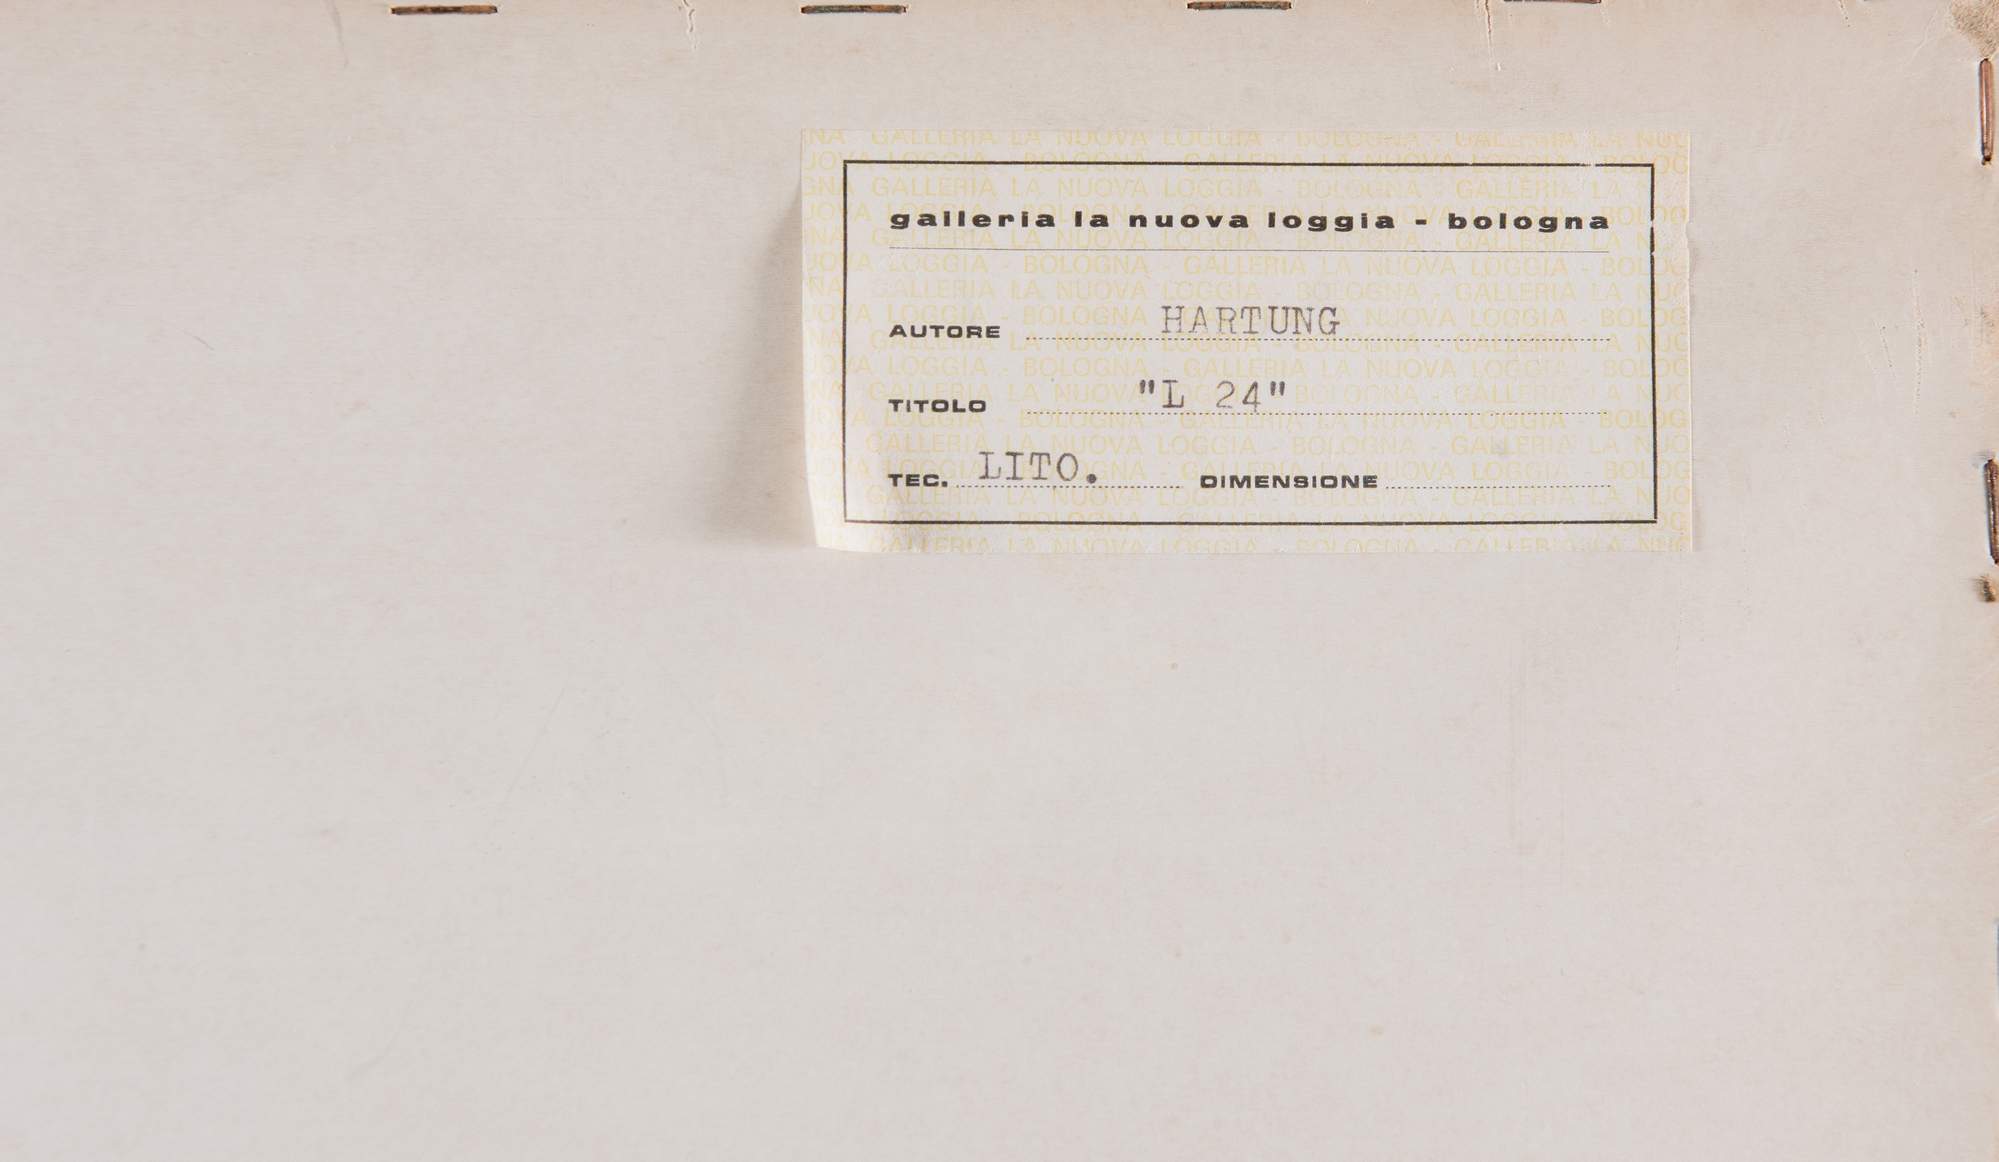 galleria la nuova loggia - bologna
AUTORE HARTUNG
TITOLO "L 24"
TEC. LITO. DIMENSIONE